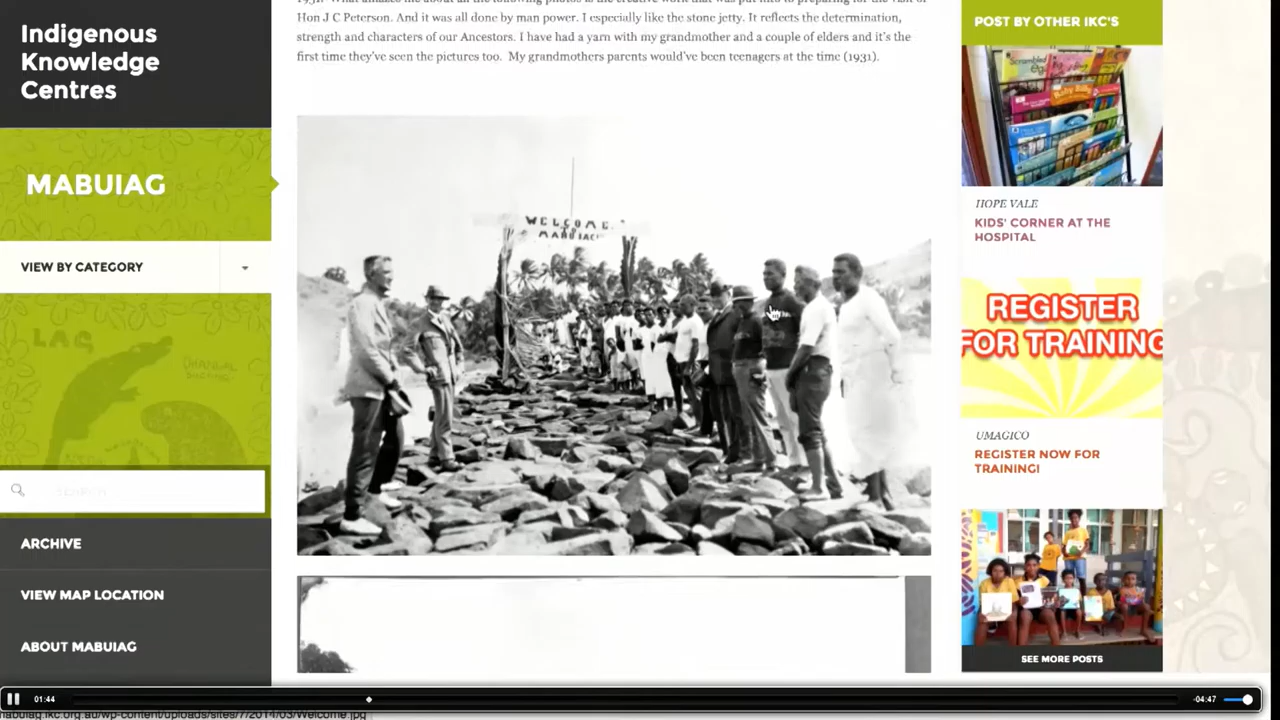 Indigenous
Knowledge
Centres
MABUIAG
VIEW BY CATEGORY
LAG
SEARCH
ARCHIVE
VIEW MAP LOCATION
ABOUT MABUIAG
Hon J C Peterson. And it was all done by man power. I especially like the stone jetty. It reflects the determination,
strength and characters of our Ancestors. I have had a yarn with my grandmother and a couple of elders and it's the
first time they've seen the pictures too. My grandmothers parents would've been teenagers at the time (1931).
WELCOME
TO
MABUIAG
POST BY OTHER IKC'S
HOPE VALE
KIDS' CORNER AT THE
HOSPITAL
REGISTER
FOR TRAINING
UMAGICO
REGISTER NOW FOR
TRAINING!
SEE MORE POSTS
01:44
-04:47